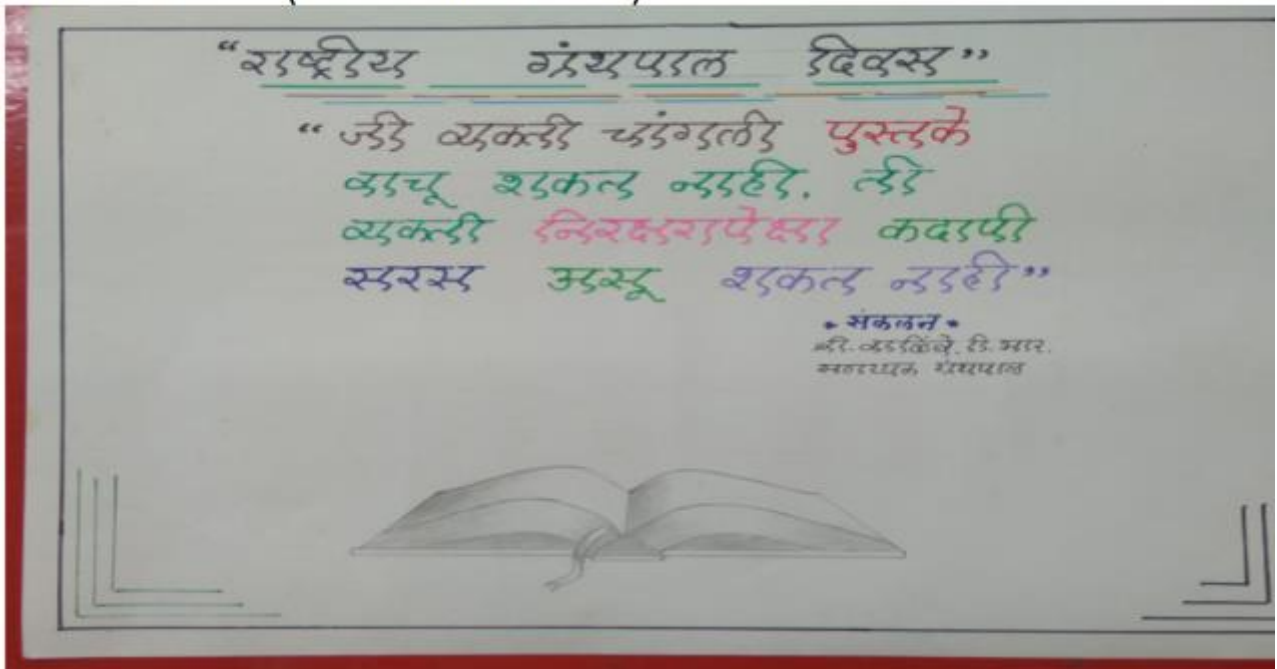 “राष्ट्रीय ग्रंथपाल दिवस”
“जी व्यक्ती चांगली पुस्तके
वाचू शकत नाही. ती
व्यक्ती निरक्षरापेक्षा कदापी
सरस असू शकत नाही”
• संकलन •
सहाय्यक ग्रंथपाल